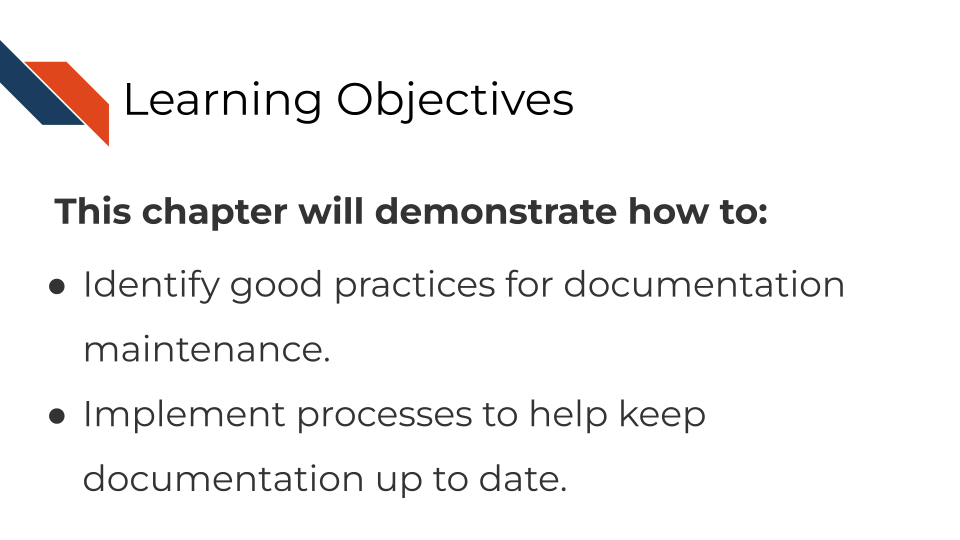 Learning Objectives
This chapter will demonstrate how to:
● Identify good practices for documentation
maintenance.
● Implement processes to help keep
documentation up to date.